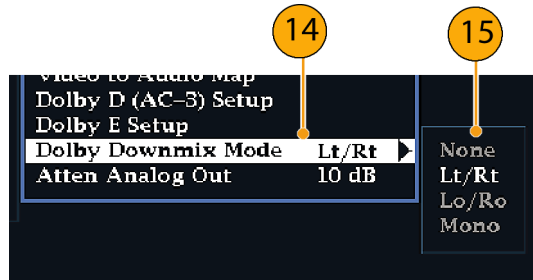 14
15
Video to Audio Map
Dolby D (AC-3) Setup
Dolby E Setup
Dolby Downmix Mode Lt/Rt
Atten Analog Out 10 dB
None
Lt/Rt
Lo/Ro
Mono